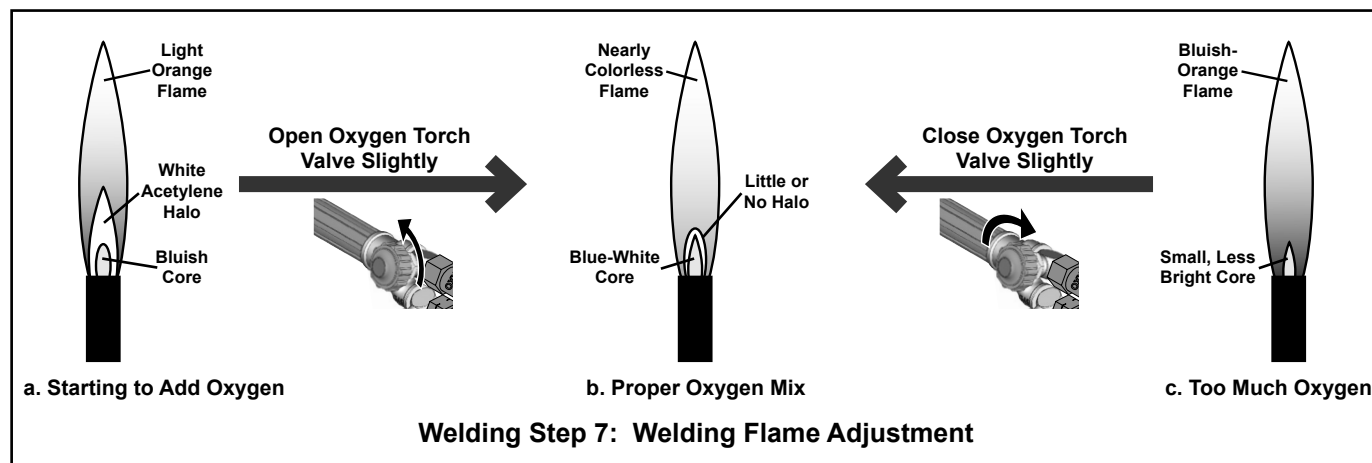 Light
Orange
Flame
White
Acetylene
Halo
Bluish
Core
a. Starting to Add Oxygen
Open Oxygen Torch
Valve Slightly
Nearly
Colorless
Flame
Little or
No Halo
Blue-White
Core
b. Proper Oxygen Mix
Close Oxygen Torch
Valve Slightly
Bluish-
Orange
Flame
Small, Less
Bright Core
c. Too Much Oxygen
Welding Step 7: Welding Flame Adjustment